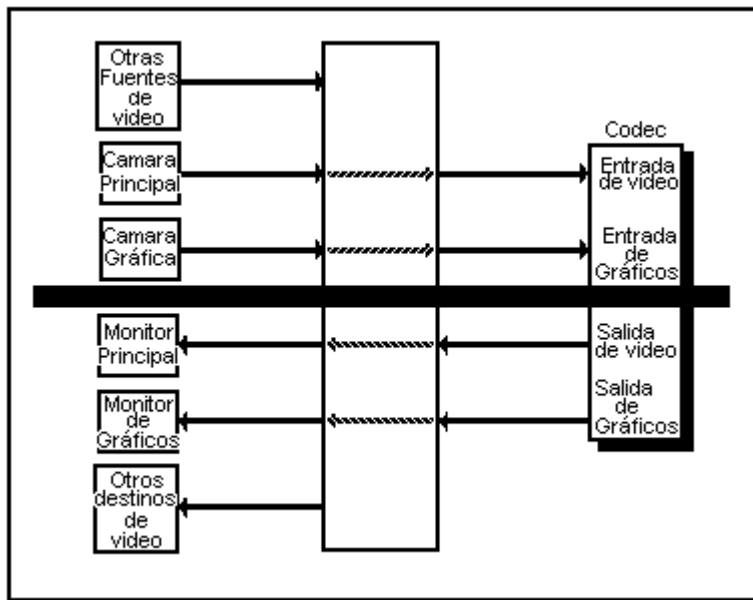 Otras
Fuentes
de
video
Codec
Camara
Principal
Entrada
de video
Camara
Gráfica
Entrada
de
Gráficos
Monitor
Principal
Salida
de video
Monitor
de
Gráficos
Salida
de
Gráficos
Otros
destinos
de
video